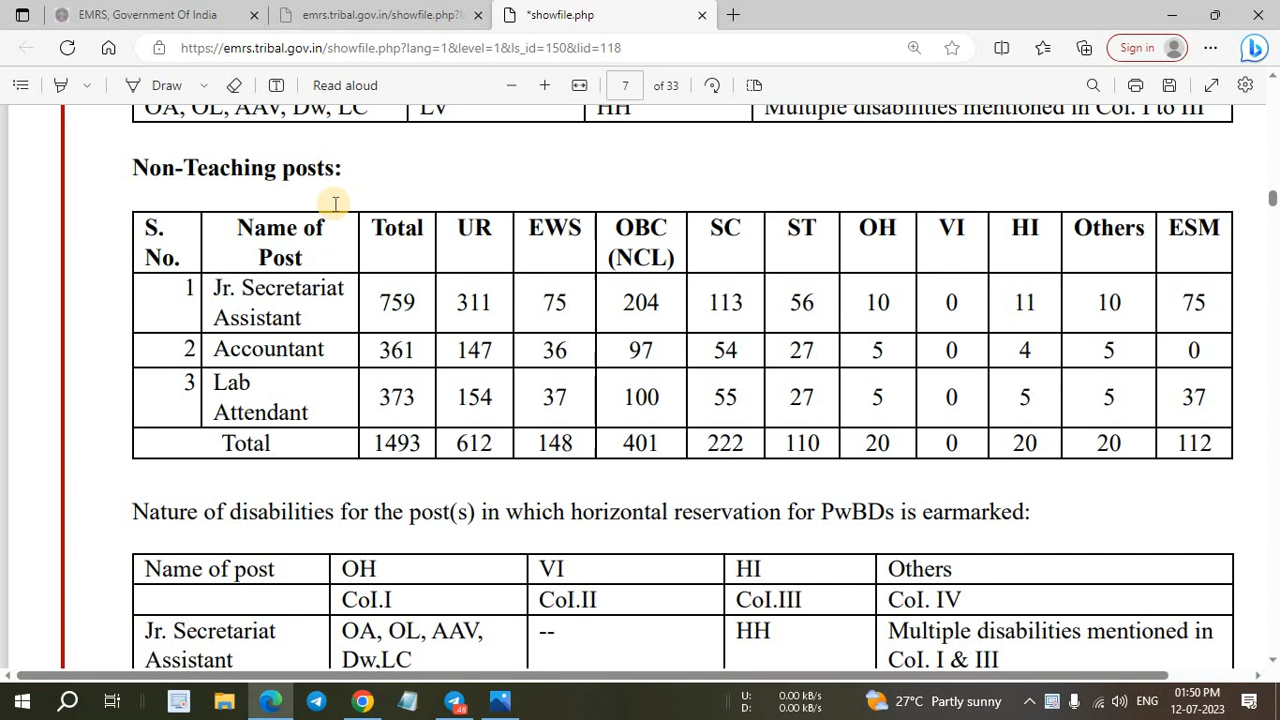 EMRS, Government Of India
emrs.tribal.gov.in/showfile.php?l
*showfile.php
https://emrs.tribal.gov.in/showfile.php?lang=1&level=1&ls_id=150&lid=118
Sign in
Draw
Read aloud
7 of 33
OA, OL, AAV, Dw, LC LV HH Multiple disabilities mentioned in CoI. I to III
Non-Teaching posts:
S. No. Name of Post Total UR EWS OBC (NCL) SC ST OH VI HI Others ESM
1 Jr. Secretariat Assistant 759 311 75 204 113 56 10 0 11 10 75
2 Accountant 361 147 36 97 54 27 5 0 4 5 0
3 Lab Attendant 373 154 37 100 55 27 5 0 5 5 37
Total 1493 612 148 401 222 110 20 0 20 20 112
Nature of disabilities for the post(s) in which horizontal reservation for PwBDs is earmarked:
Name of post OH VI HI Others
CoI.I CoI.II CoI.III CoI. IV
Jr. Secretariat Assistant OA, OL, AAV, Dw,LC -- HH Multiple disabilities mentioned in CoI. I & III
48
U: 0.00 kB/s
D: 0.00 kB/s
27°C Partly sunny
ENG
01:50 PM
12-07-2023